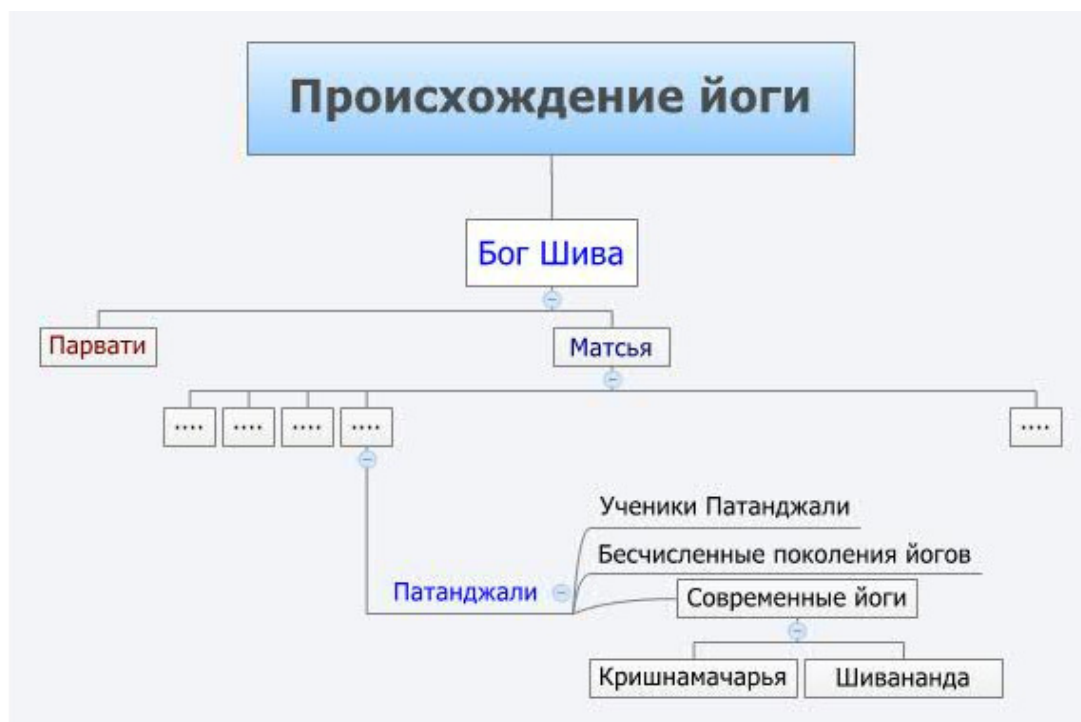 Происхождение йоги
Бог Шива
Парвати
Матсья
....
....
....
....
....
Ученики Патанджали
Бесчисленные поколения йогов
Патанджали
Современные йоги
Кришнамачарья
Шивананда